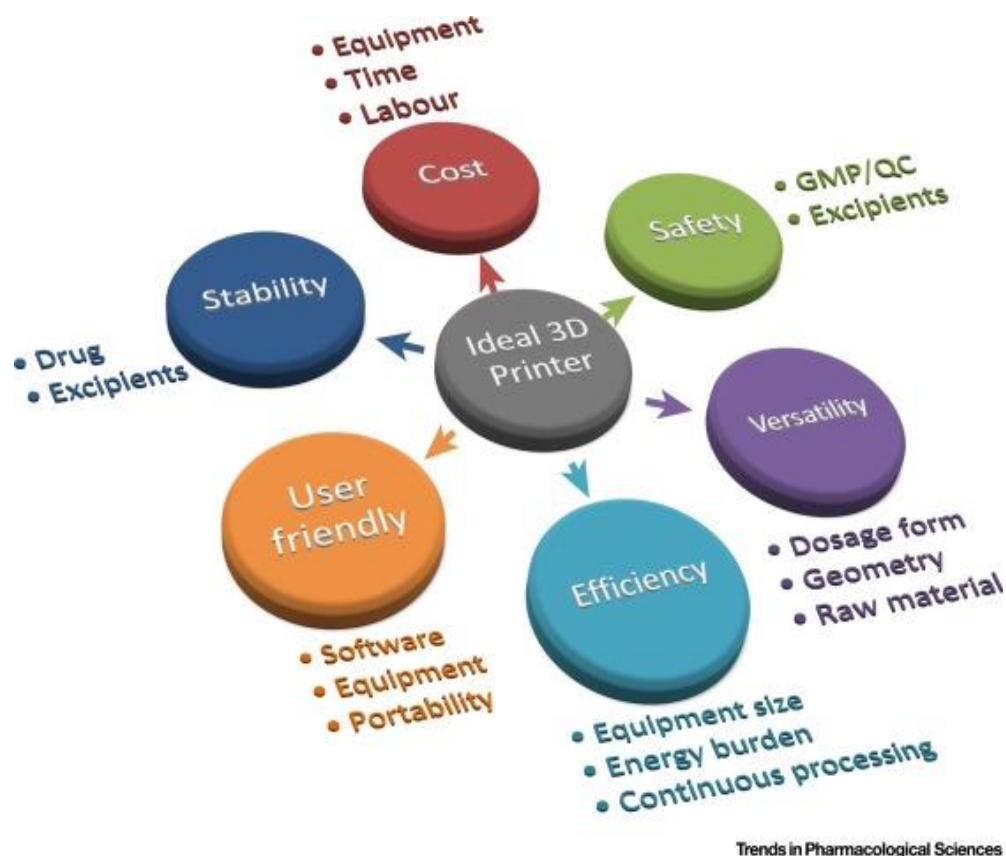 • Equipment
• Time
• Labour
Cost
Safety
• GMP/QC
• Excipients
Stability
• Drug
• Excipients
Ideal 3D
Printer
Versatility
• Dosage form
• Geometry
• Raw material
User
friendly
• Software
• Equipment
• Portability
Efficiency
• Equipment size
• Energy burden
• Continuous processing
Trends in Pharmacological Sciences